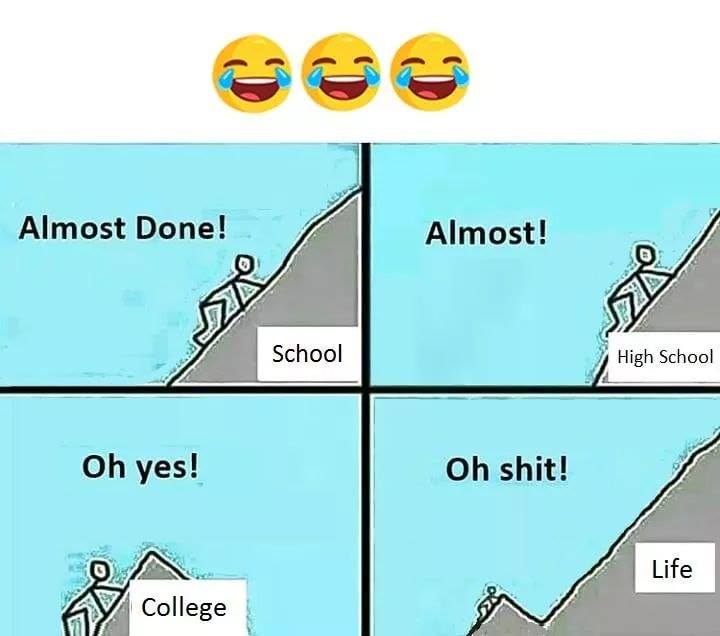 Almost Done!
School
Almost!
High School
Oh yes!
College
Oh shit!
Life